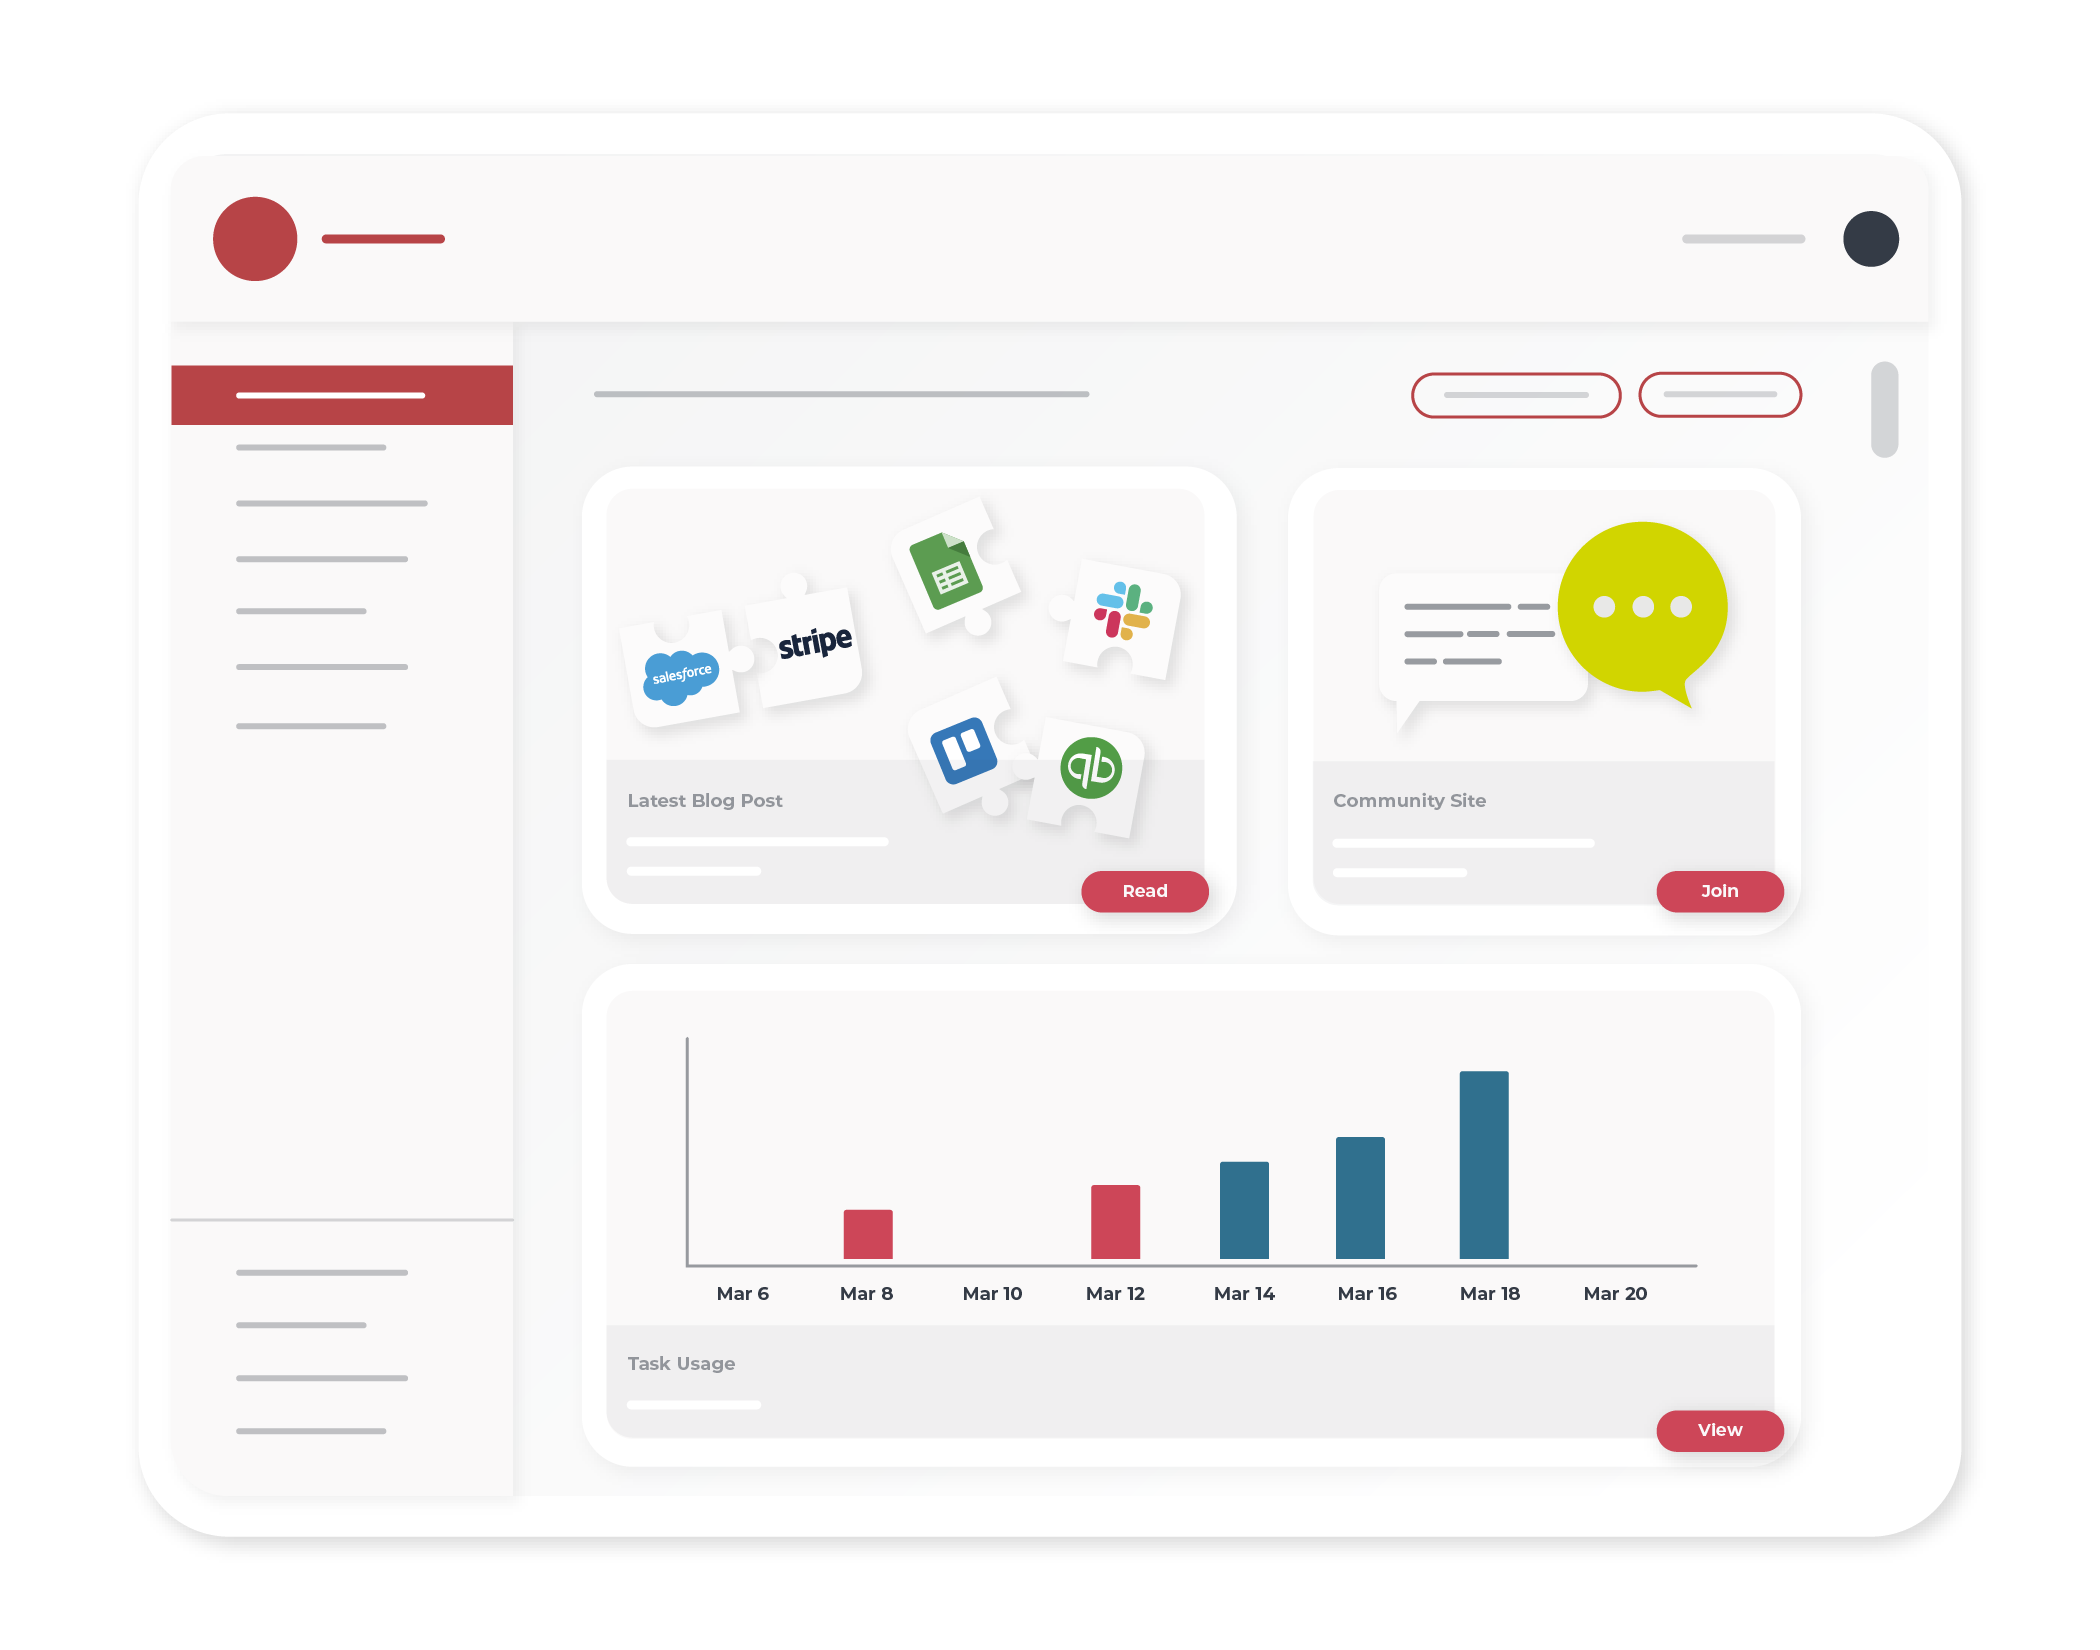 salesforce
stripe
qb
Latest Blog Post
Read
Community Site
Join
Mar 6 Mar 8 Mar 10 Mar 12 Mar 14 Mar 16 Mar 18 Mar 20
Task Usage
View